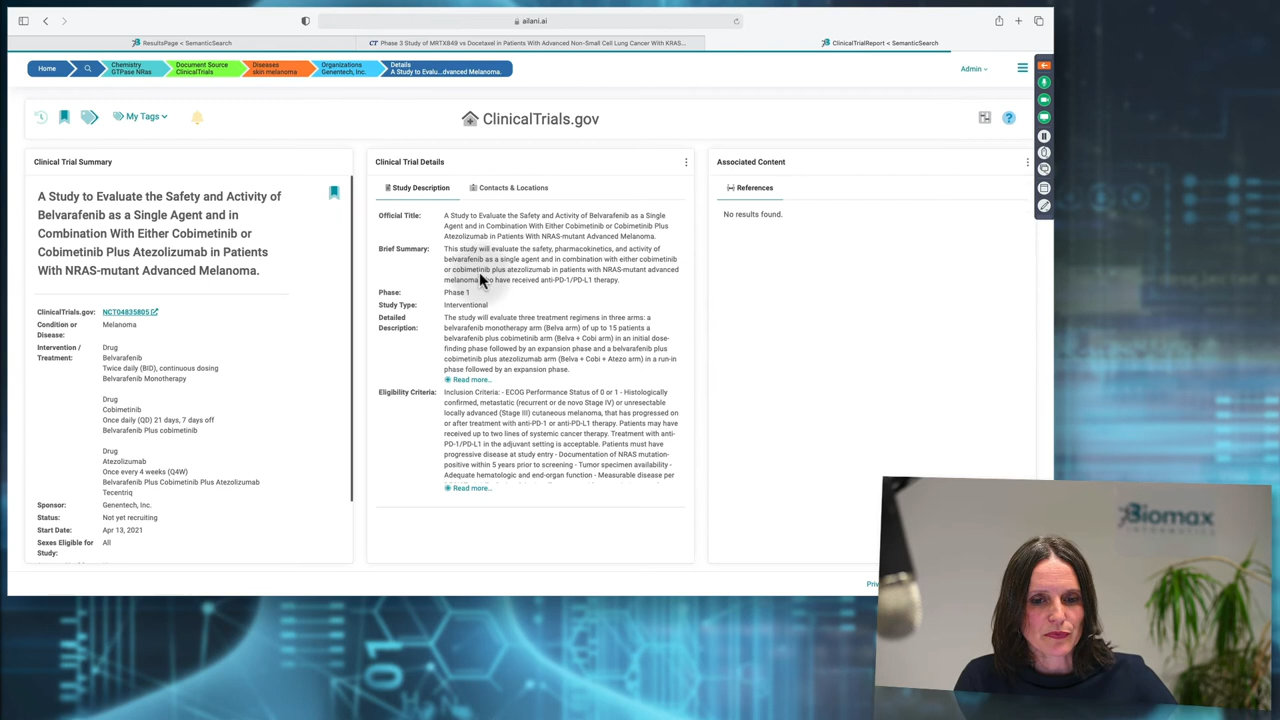 ailani.ai
ResultsPage < SemanticSearch
CT Phase 3 Study of MRTX849 vs Docetaxel in Patients With Advanced Non-Small Cell Lung Cancer With KRAS...
ClinicalTrialReport < SemanticSearch
Home
Chemistry
GTPase NRas
Document Source
ClinicalTrials
Diseases
skin melanoma
Organizations
Genentech, Inc.
Details
A Study to Evalu...dvanced Melanoma.
Admin
My Tags
ClinicalTrials.gov
?
Clinical Trial Summary
A Study to Evaluate the Safety and Activity of
Belvarafenib as a Single Agent and in
Combination With Either Cobimetinib or
Cobimetinib Plus Atezolizumab in Patients
With NRAS-mutant Advanced Melanoma.
ClinicalTrials.gov: NCT04835805
Condition or Melanoma
Disease:
Intervention / Drug
Treatment: Belvarafenib
Twice daily (BID), continuous dosing
Belvarafenib Monotherapy
Drug
Cobimetinib
Once daily (QD) 21 days, 7 days off
Belvarafenib Plus cobimetinib
Drug
Atezolizumab
Once every 4 weeks (Q4W)
Belvarafenib Plus Cobimetinib Plus Atezolizumab
Tecentriq
Sponsor: Genentech, Inc.
Status: Not yet recruiting
Start Date: Apr 13, 2021
Sexes Eligible for All
Study:
Clinical Trial Details
Study Description Contacts & Locations
Official Title: A Study to Evaluate the Safety and Activity of Belvarafenib as a Single
Agent and in Combination With Either Cobimetinib or Cobimetinib Plus
Atezolizumab in Patients With NRAS-mutant Advanced Melanoma.
Brief Summary: This study will evaluate the safety, pharmacokinetics, and activity of
belvarafenib as a single agent and in combination with either cobimetinib
or cobimetinib plus atezolizumab in patients with NRAS-mutant advanced
melanoma have received anti-PD-1/PD-L1 therapy.
Phase: Phase 1
Study Type: Interventional
Detailed The study will evaluate three treatment regimens in three arms: a
Description: belvarafenib monotherapy arm (Belva arm) of up to 15 patients a
belvarafenib plus cobimetinib arm (Belva + Cobi arm) in an initial dose-
finding phase followed by an expansion phase and a belvarafenib plus
cobimetinib plus atezolizumab arm (Belva + Cobi + Atezo arm) in a run-in
phase followed by an expansion phase.
Read more...
Eligibility Criteria: Inclusion Criteria: - ECOG Performance Status of 0 or 1 - Histologically
confirmed, metastatic (recurrent or de novo Stage IV) or unresectable
locally advanced (Stage III) cutaneous melanoma, that has progressed on
or after treatment with anti-PD-1 or anti-PD-L1 therapy. Patients may have
received up to two lines of systemic cancer therapy. Treatment with anti-
PD-1/PD-L1 in the adjuvant setting is acceptable. Patients must have
progressive disease at study entry - Documentation of NRAS mutation-
positive within 5 years prior to screening - Tumor specimen availability -
Adequate hematologic and end-organ function - Measurable disease per
Read more...
Associated Content
References
No results found.
Biomax
INFORMATICS
01